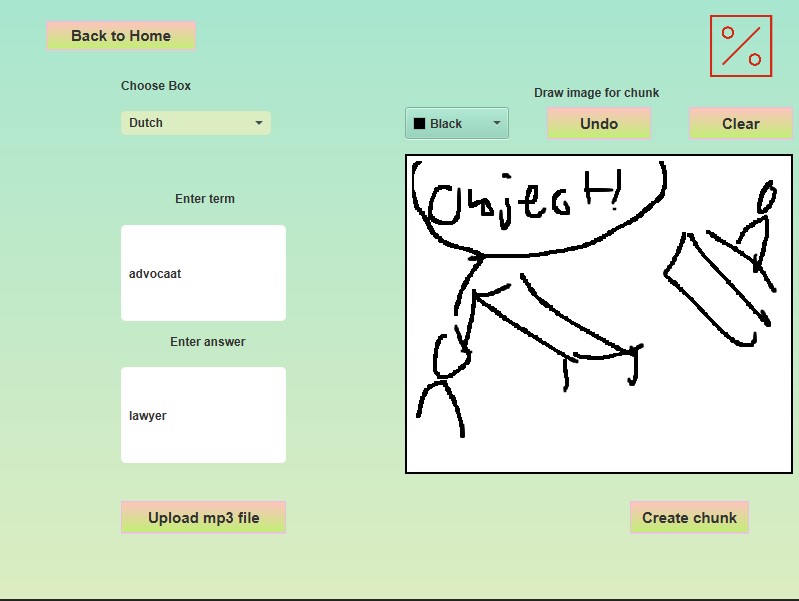 Back to Home
Choose Box
Draw image for chunk
Dutch
Black
Undo
Clear
Object!
Enter term
advocaat
Enter answer
lawyer
Upload mp3 file
Create chunk